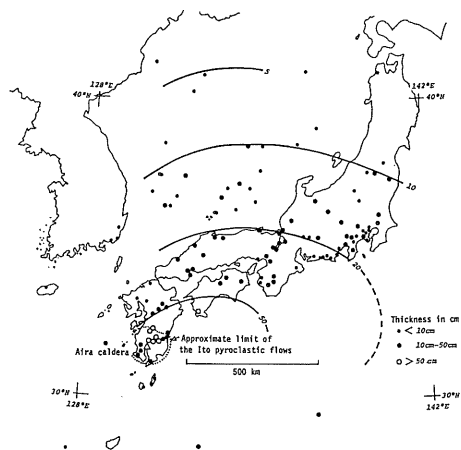 128°E
40°N
142°E
40°N
5
10
20
50
Aira caldera
Approximate limit of
the Ito pyroclastic flows
500 km
Thickness in cm
< 10cm
10cm-50cm
> 50 cm
30°N
128°E
30°N
142°E